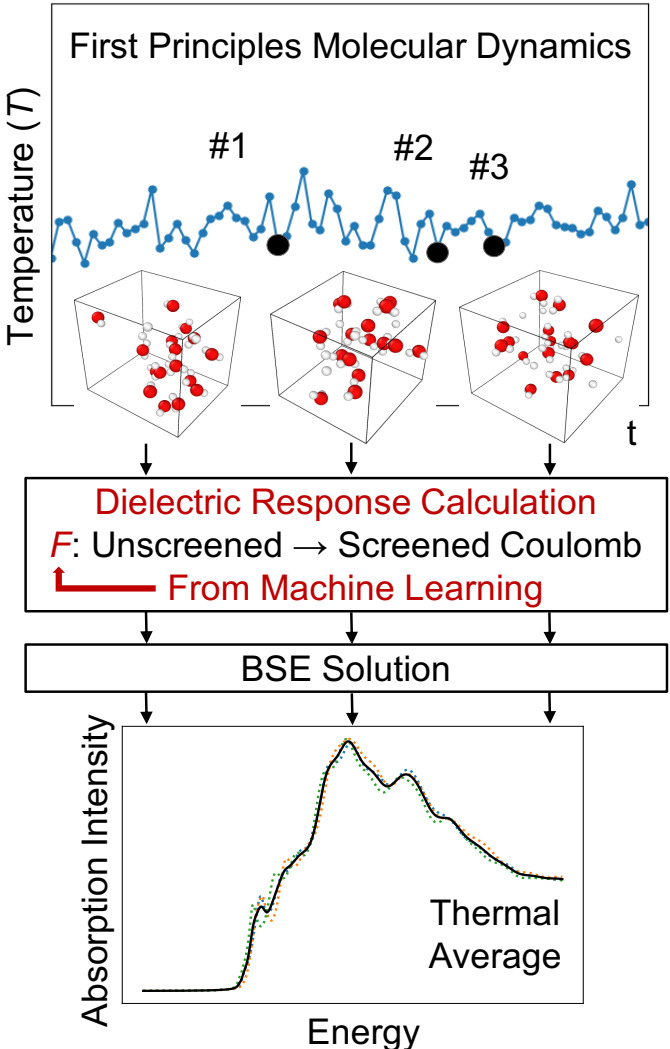 First Principles Molecular Dynamics
Temperature (T)
#1
#2
#3
t
Dielectric Response Calculation
F: Unscreened → Screened Coulomb
From Machine Learning
BSE Solution
Absorption Intensity
Thermal
Average
Energy